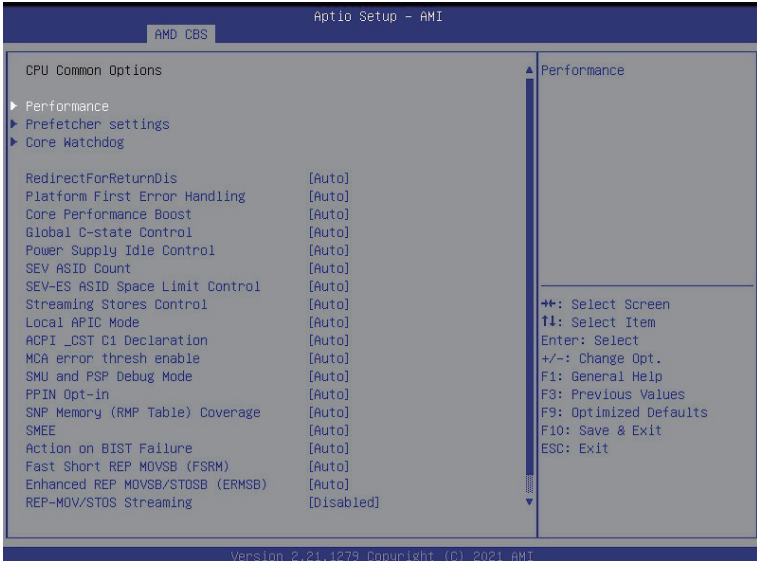 Aptio Setup – AMI
AMD CBS
CPU Common Options
Performance
Prefetcher settings
Core Watchdog
RedirectForReturnDis [Auto]
Platform First Error Handling [Auto]
Core Performance Boost [Auto]
Global C-state Control [Auto]
Power Supply Idle Control [Auto]
SEV ASID Count [Auto]
SEV-ES ASID Space Limit Control [Auto]
Streaming Stores Control [Auto]
Local APIC Mode [Auto]
ACPI _CST C1 Declaration [Auto]
MCA error thresh enable [Auto]
SMU and PSP Debug Mode [Auto]
PPIN Opt-in [Auto]
SNP Memory (RMP Table) Coverage [Auto]
SMEE [Auto]
Action on BIST Failure [Auto]
Fast Short REP MOVSB (FSRM) [Auto]
Enhanced REP MOVSB/STOSB (ERMSB) [Auto]
REP-MOV/STOS Streaming [Disabled]
Performance
→←: Select Screen
↑↓: Select Item
Enter: Select
+/-: Change Opt.
F1: General Help
F3: Previous Values
F9: Optimized Defaults
F10: Save & Exit
ESC: Exit
Version 2.21.1279 Copyright (C) 2021 AMI